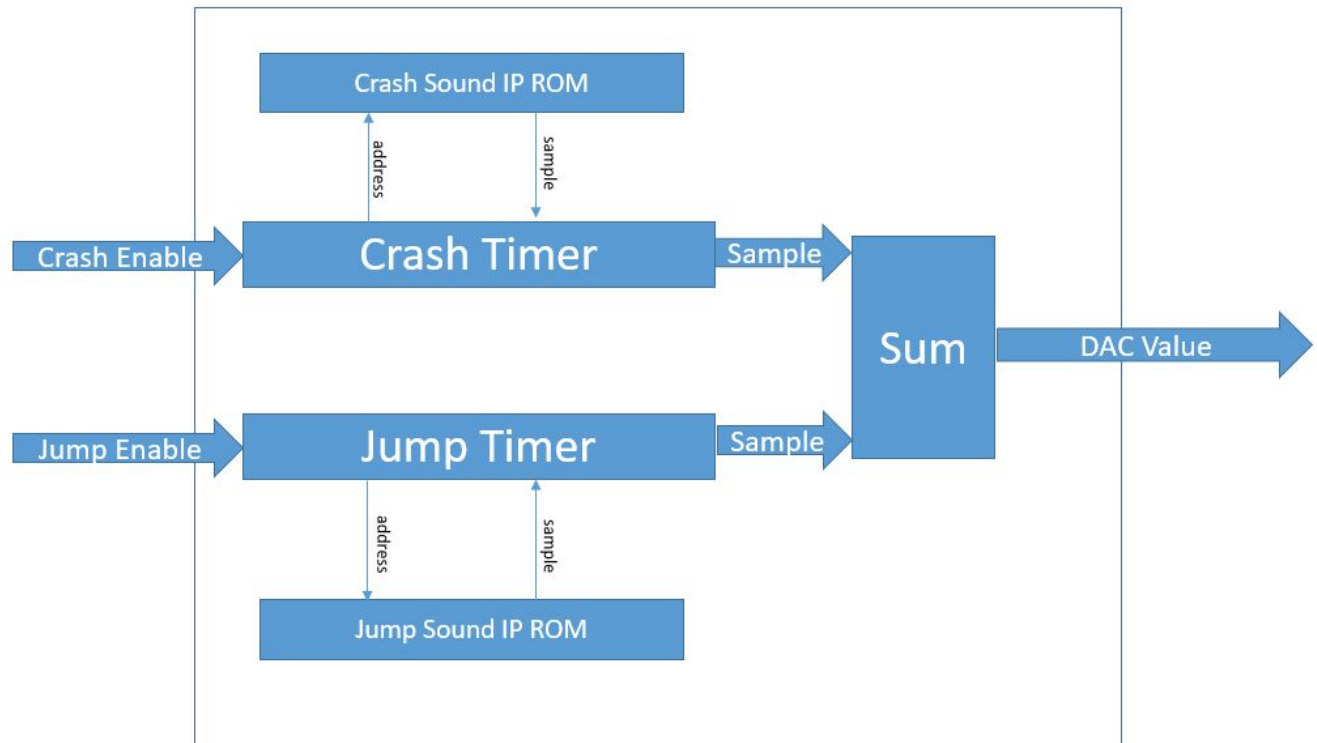 Crash Sound IP ROM
address
sample
Crash Enable
Crash Timer
Sample
Sum
DAC Value
Jump Enable
Jump Timer
Sample
address
sample
Jump Sound IP ROM